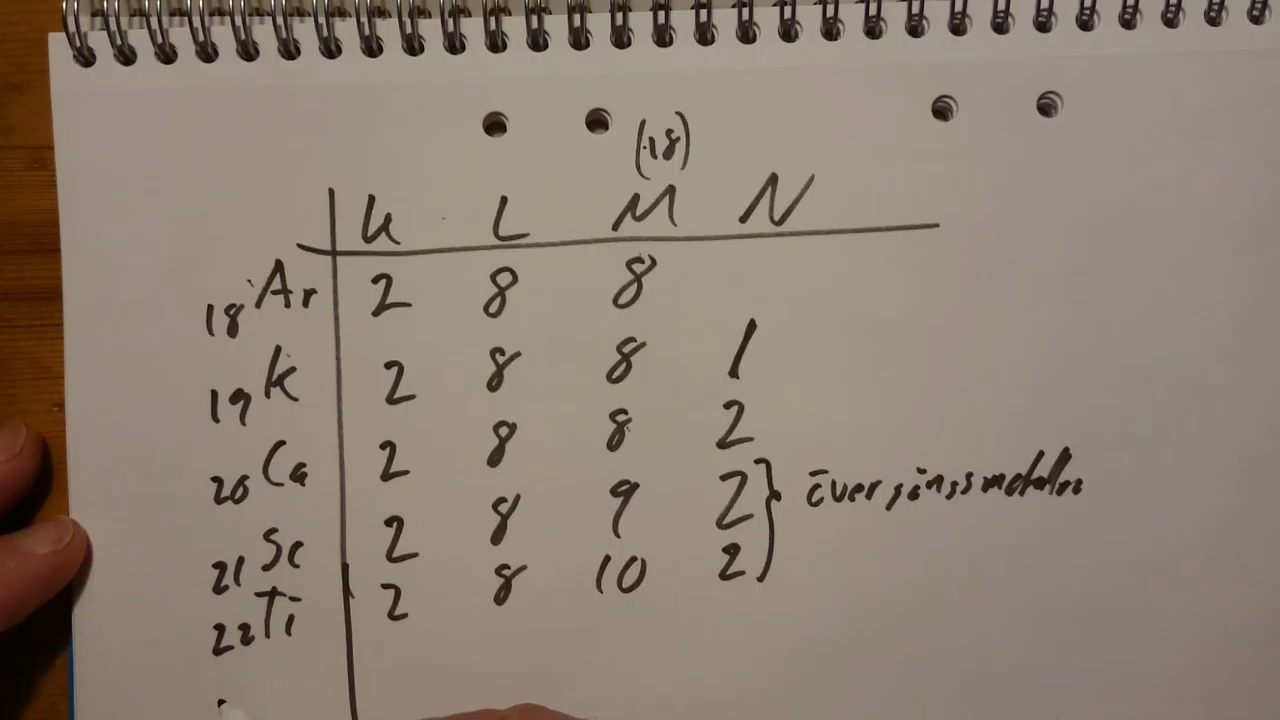 (18)
K L M N
18Ar 2 8 8
19K 2 8 8 1
20Ca 2 8 8 2
21Sc 2 8 9 2 } övergångsmetaller
22Ti 2 8 10 2